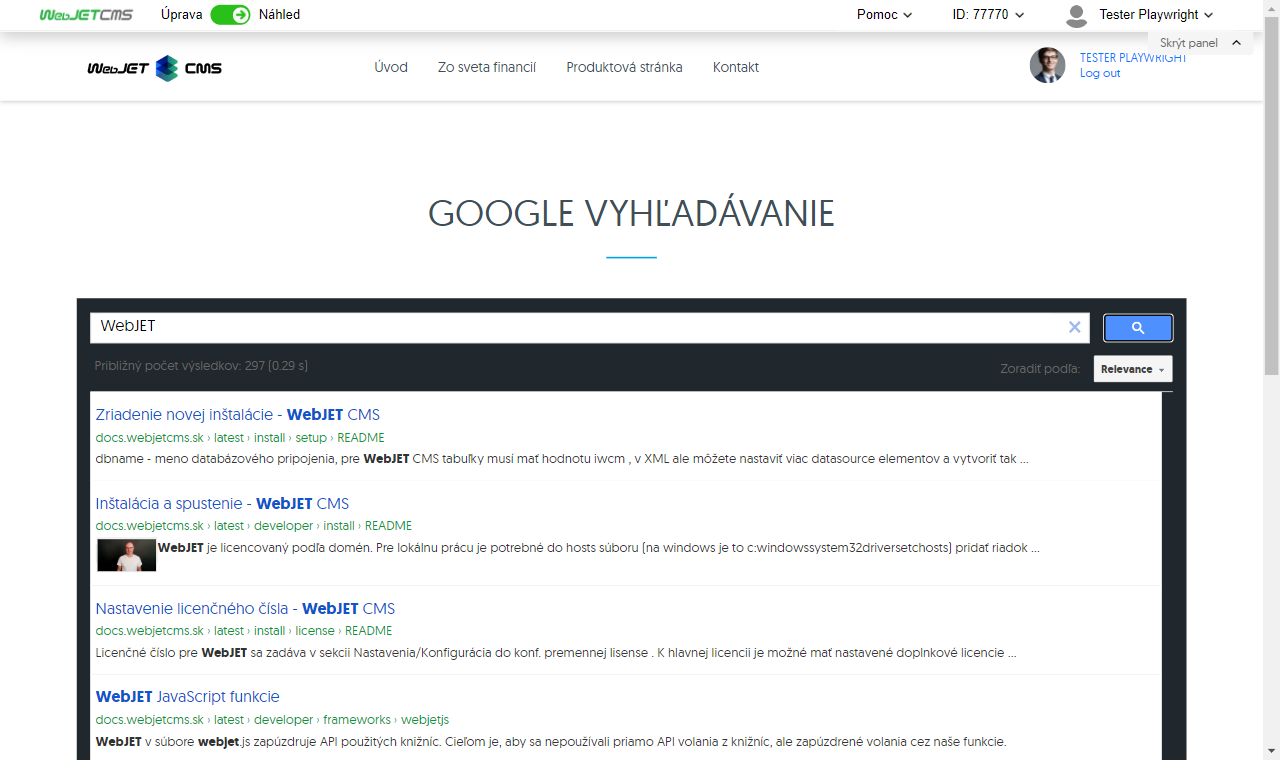 WebJETCMS Úprava Náhľed Pomoc ID: 77770 Tester Playwright
Skrýt panel
WebJET CMS Úvod Zo sveta financií Produktová stránka Kontakt TESTER PLAYWRIGHT
Log out
GOOGLE VYHĽADÁVANIE
WebJET
Približný počet výsledkov: 297 (0.29 s) Zoradiť podľa: Relevance
Zriadenie novej inštalácie - WebJET CMS
docs.webjetcms.sk › latest › install › setup › README
dbname - meno databázového pripojenia, pre WebJET CMS tabuľky musí mať hodnotu iwcm , v XML ale môžete nastaviť viac datasource elementov a vytvoriť tak ...
Inštalácia a spustenie - WebJET CMS
docs.webjetcms.sk › latest › developer › install › README
WebJET je licencovaný podľa domén. Pre lokálnu prácu je potrebné do hosts súboru (na windows je to c:windowssystem32driversetchosts) pridať riadok ...
Nastavenie licenčného čísla - WebJET CMS
docs.webjetcms.sk › latest › install › license › README
Licenčné číslo pre WebJET sa zadáva v sekcii Nastavenia/Konfigurácia do konf. premennej lisense . K hlavnej licencii je možné mať nastavené doplnkové licencie ...
WebJET JavaScript funkcie
docs.webjetcms.sk › latest › developer › frameworks › webjetjs
WebJET v súbore webjet.js zapúzdruje API použitých knižníc. Cieľom je, aby sa nepoužívali priamo API volania z knižníc, ale zapúzdrené volania cez naše funkcie.